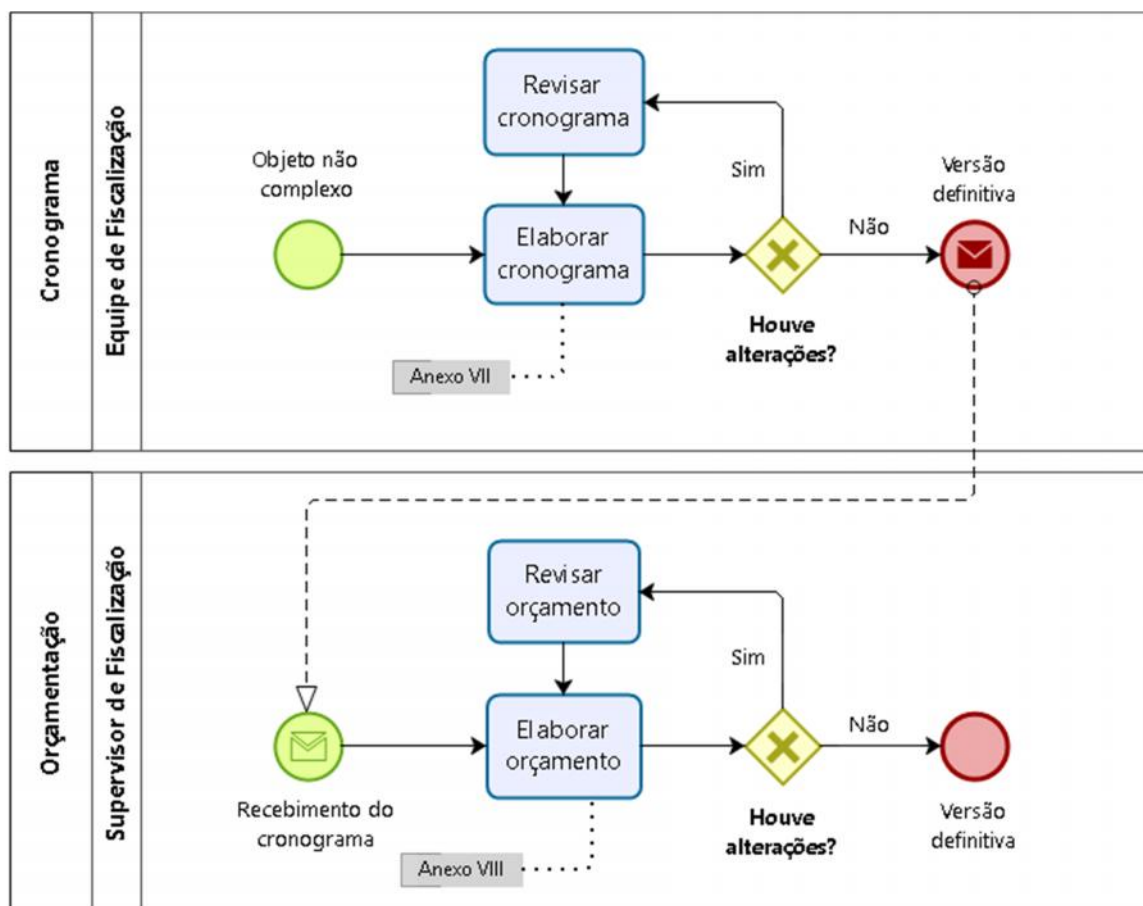 Cronograma
Equipe de Fiscalização
Objeto não
complexo
Revisar
cronograma
Elaborar
cronograma
Anexo VII
Sim
Houve
alterações?
Não
Versão
definitiva
Orçamentação
Supervisor de Fiscalização
Recebimento do
cronograma
Revisar
orçamento
Elaborar
orçamento
Anexo VIII
Sim
Houve
alterações?
Não
Versão
definitiva